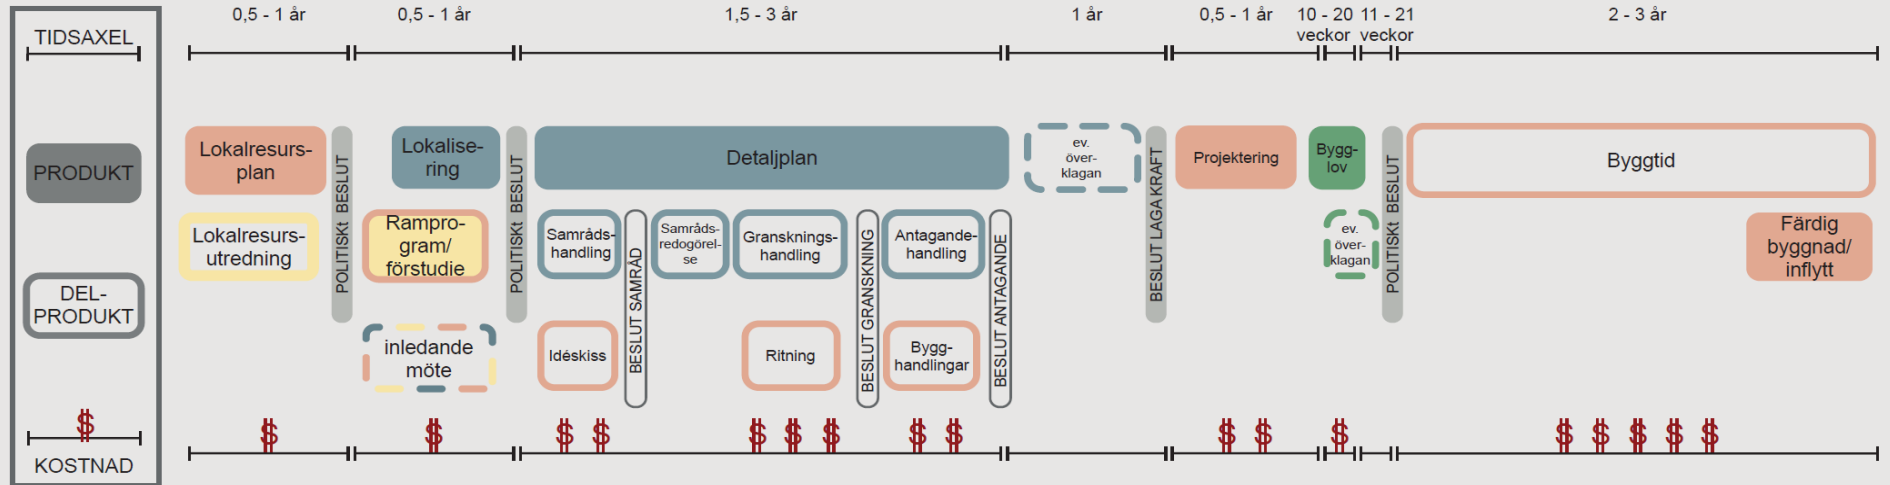 TIDSAXEL
PRODUKT
DEL-
PRODUKT
$
KOSTNAD
0,5 - 1 år
0,5 - 1 år
1,5 - 3 år
1 år
0,5 - 1 år
10 - 20
veckor
11 - 21
veckor
2 - 3 år
Lokalresurs-
plan
Lokalresurs-
utredning
POLITISKt BESLUT
Lokalise-
ring
Rampro-
gram/
förstudie
inledande
möte
POLITISKt BESLUT
Detaljplan
Samråds-
handling
Idéskiss
BESLUT SAMRÅD
Samråds-
redogörel-
se
Gransknings-
handling
Ritning
BESLUT GRANSKNING
Antagande-
handling
Bygg-
handlingar
BESLUT ANTAGANDE
ev.
över-
klagan
BESLUT LAGA KRAFT
Projektering
Bygg-
lov
ev.
över-
klagan
POLITISKt BESLUT
Byggtid
Färdig
byggnad/
inflytt
$
$
$ $
$ $ $
$ $
$ $
$
$ $ $ $ $